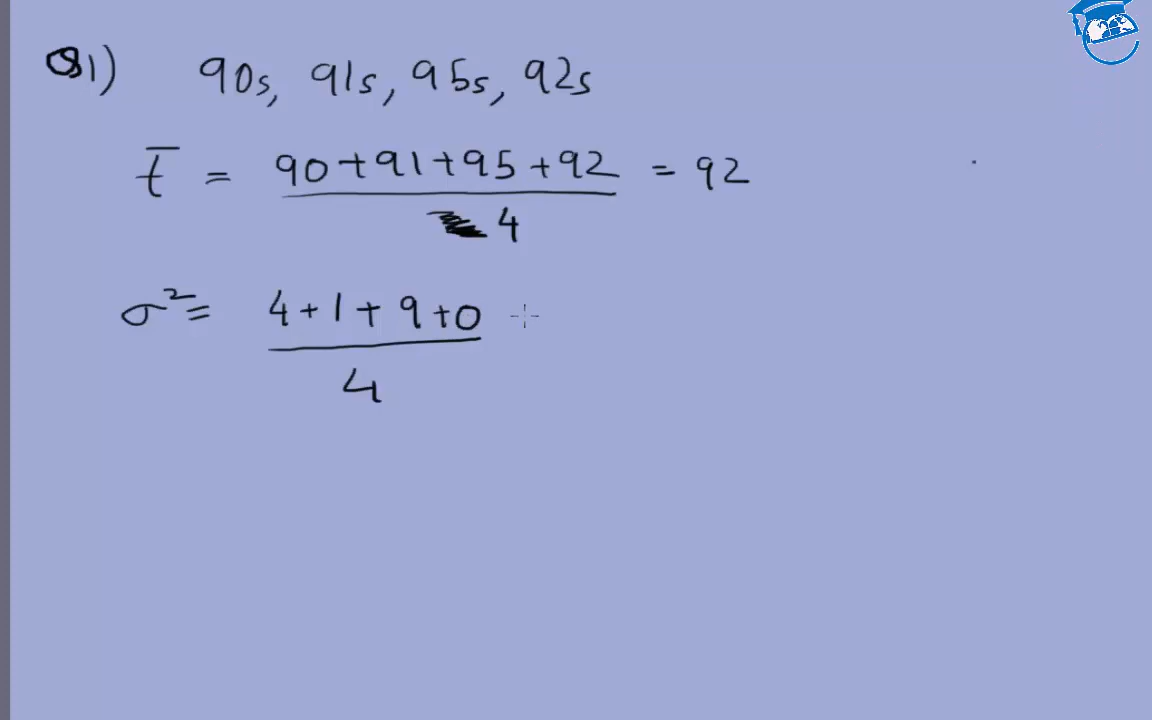 Q1) 90s, 91s, 95s, 92s
t̄ = (90+91+95+92)/4 = 92
σ² = (4+1+9+0)/4